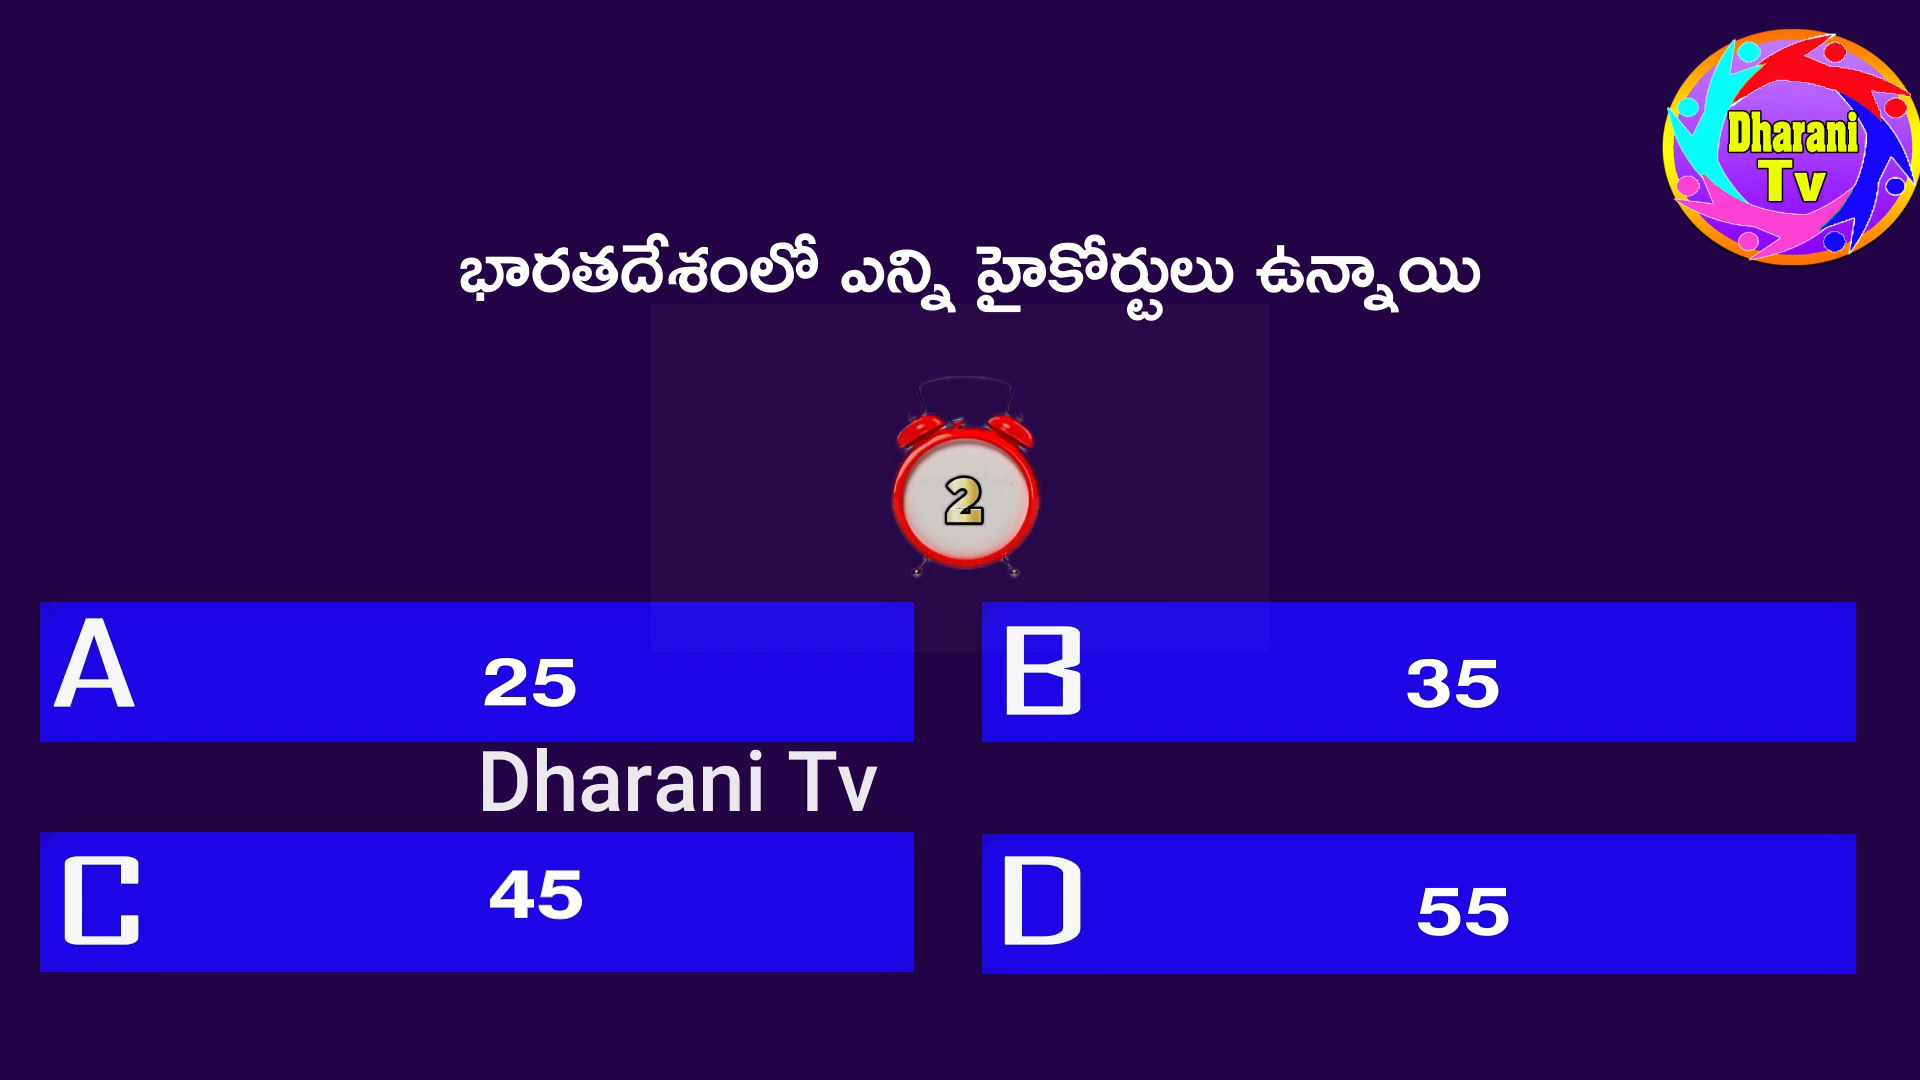 Dharani
Tv
భారతదేశంలో ఎన్ని హైకోర్టులు ఉన్నాయి
2
A 25
B 35
Dharani Tv
C 45
D 55